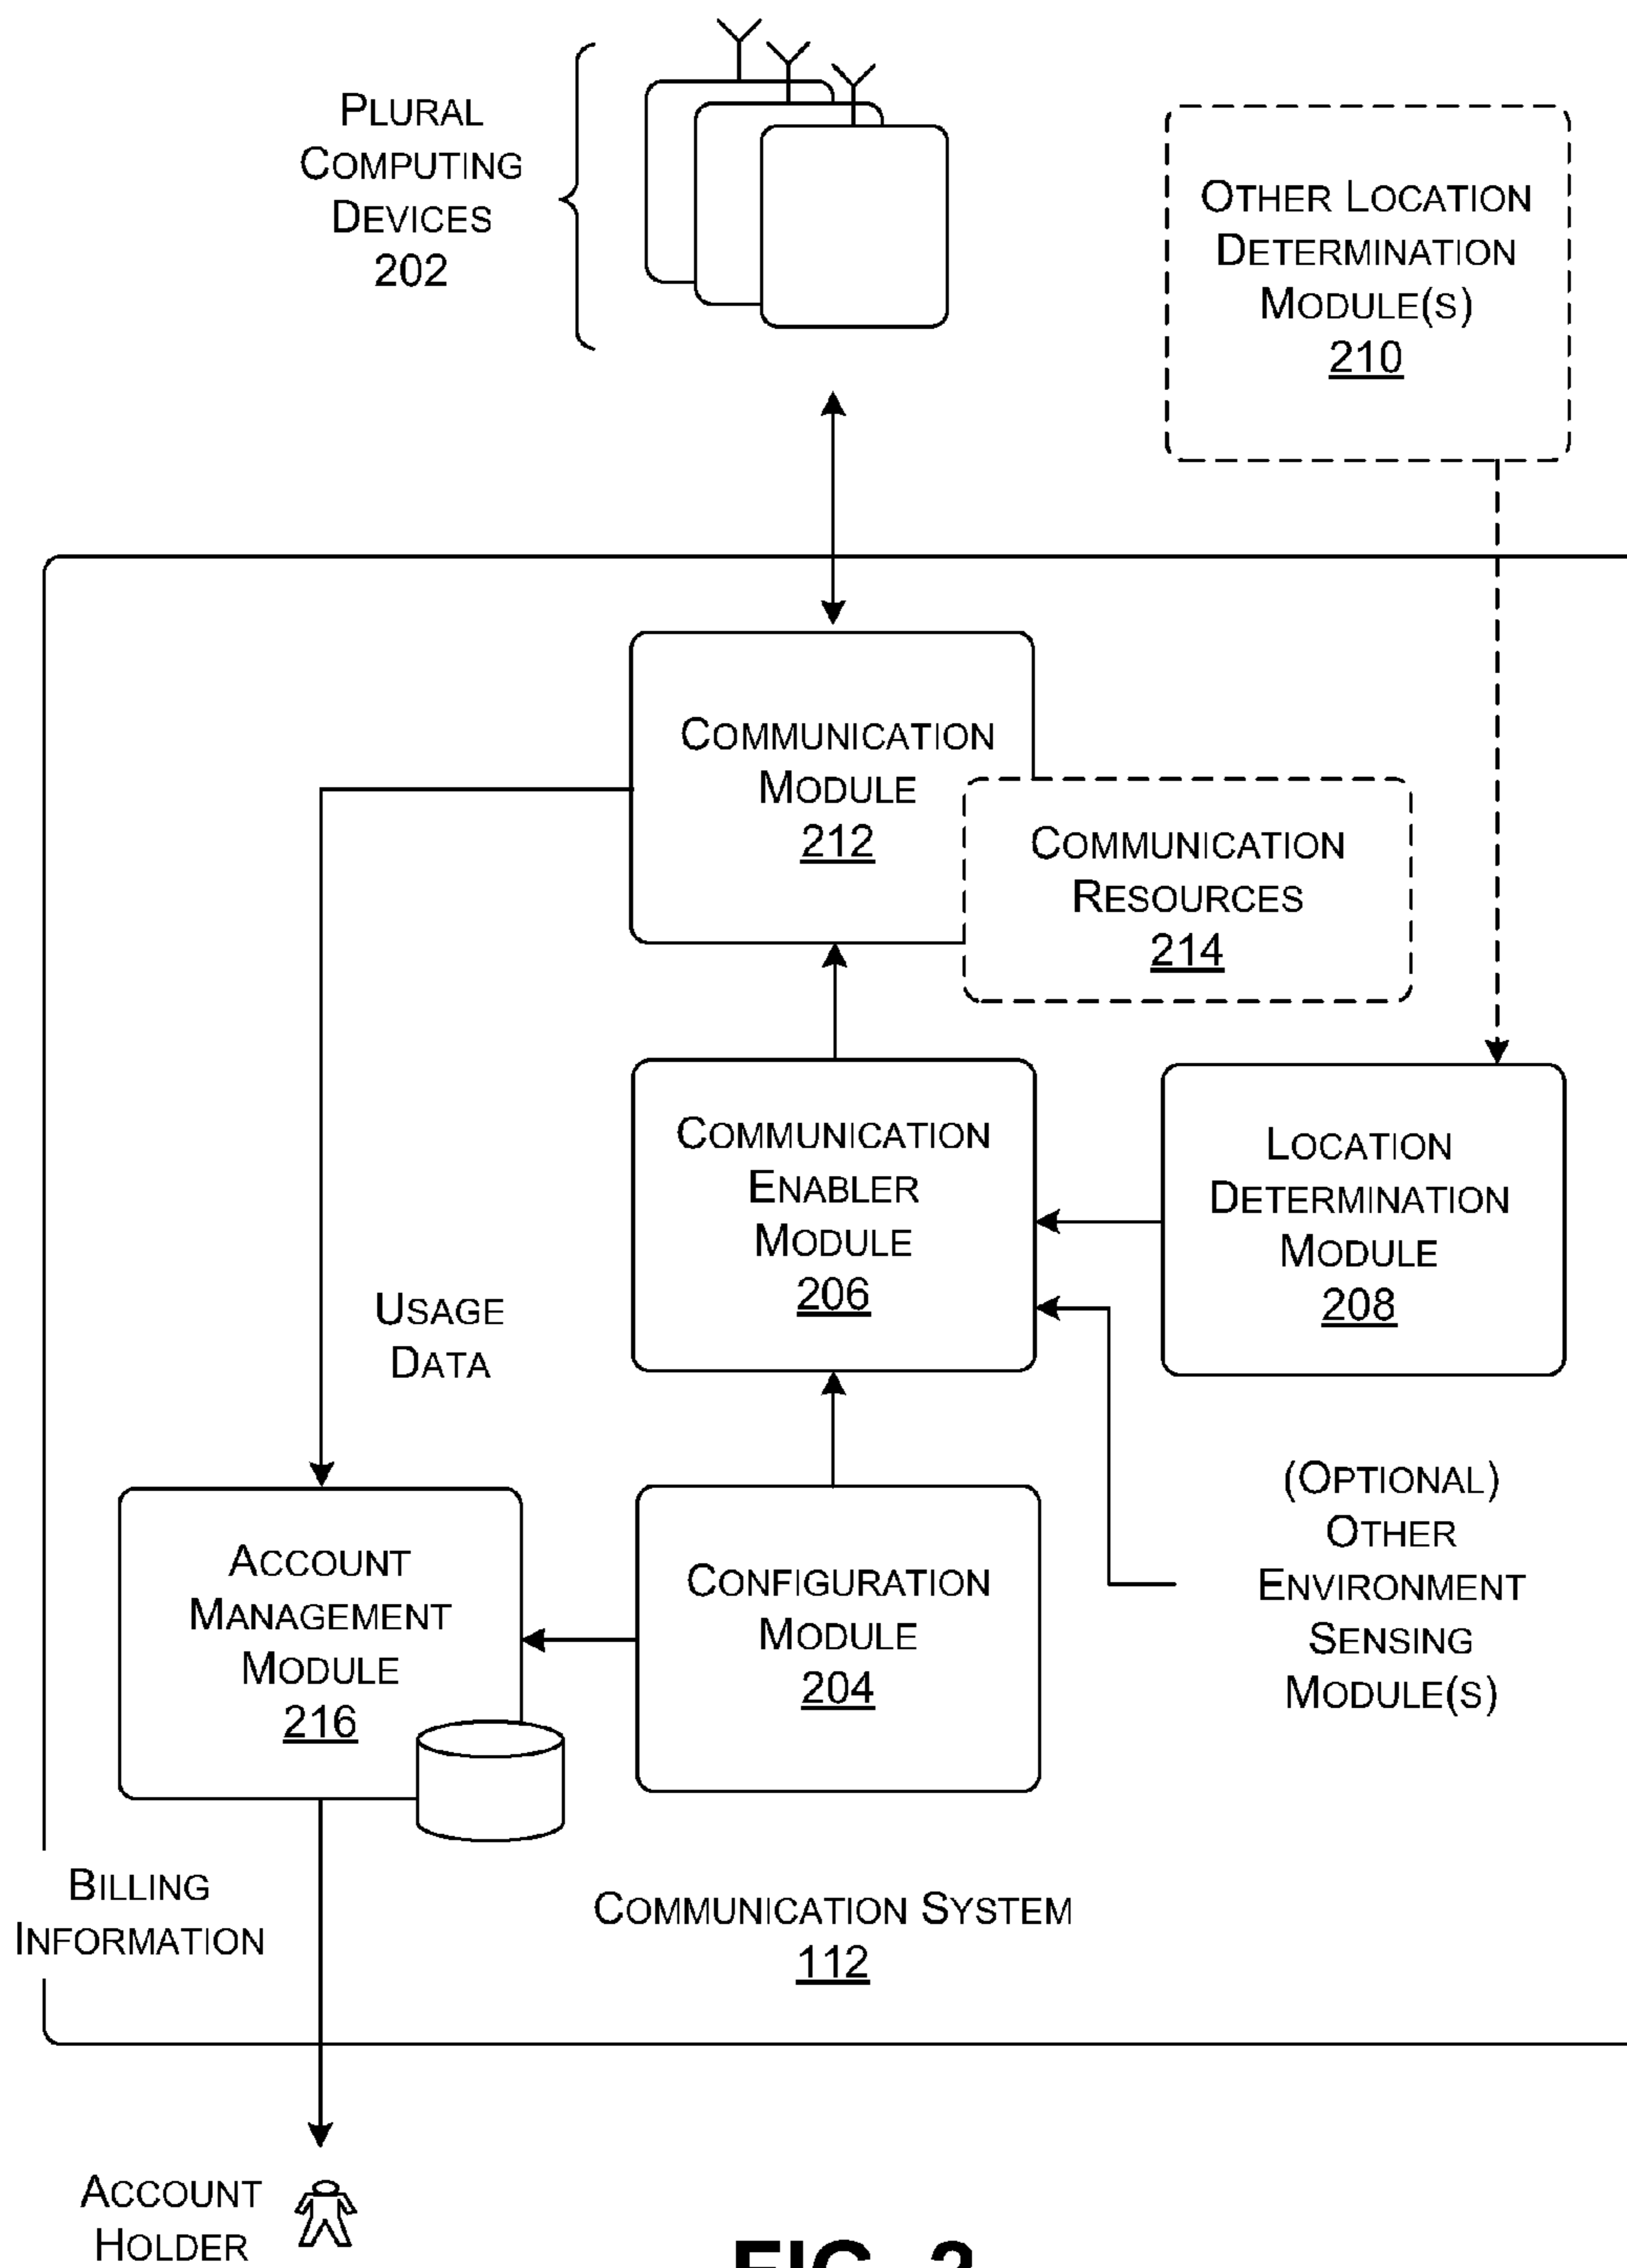 PLURAL
COMPUTING
DEVICES
202
OTHER LOCATION
DETERMINATION
MODULE(S)
210
COMMUNICATION
MODULE
212
COMMUNICATION
RESOURCES
214
COMMUNICATION
ENABLER
MODULE
206
LOCATION
DETERMINATION
MODULE
208
USAGE
DATA
(OPTIONAL)
OTHER
ENVIRONMENT
SENSING
MODULE(S)
ACCOUNT
MANAGEMENT
MODULE
216
CONFIGURATION
MODULE
204
BILLING
INFORMATION
COMMUNICATION SYSTEM
112
ACCOUNT
HOLDER
FIG. 2